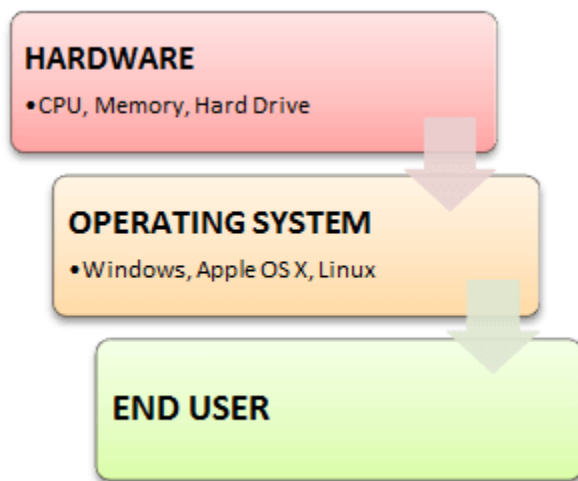 HARDWARE
•CPU, Memory, Hard Drive
OPERATING SYSTEM
•Windows, Apple OS X, Linux
END USER